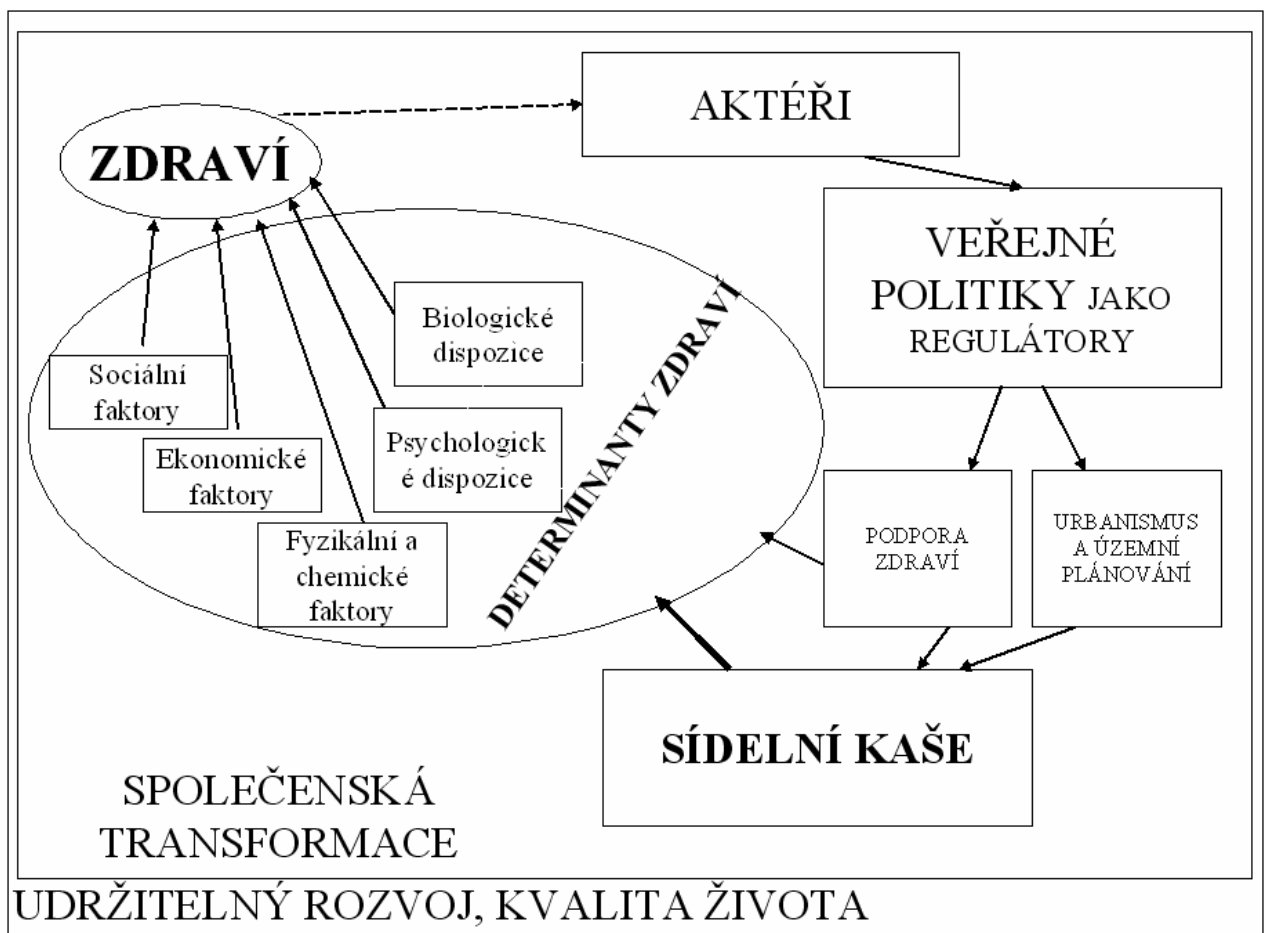 AKTÉŘI
ZDRAVÍ
VEŘEJNÉ
POLITIKY JAKO
REGULÁTORY
Biologické
dispozice
Sociální
faktory
Psychologick
é dispozice
Ekonomické
faktory
Fyzikální a
chemické
faktory
DETERMINANTY ZDRAVÍ
PODPORA
ZDRAVÍ
URBANISMUS
A ÚZEMNÍ
PLÁNOVÁNÍ
SÍDELNÍ KAŠE
SPOLEČENSKÁ
TRANSFORMACE
UDRŽITELNÝ ROZVOJ, KVALITA ŽIVOTA